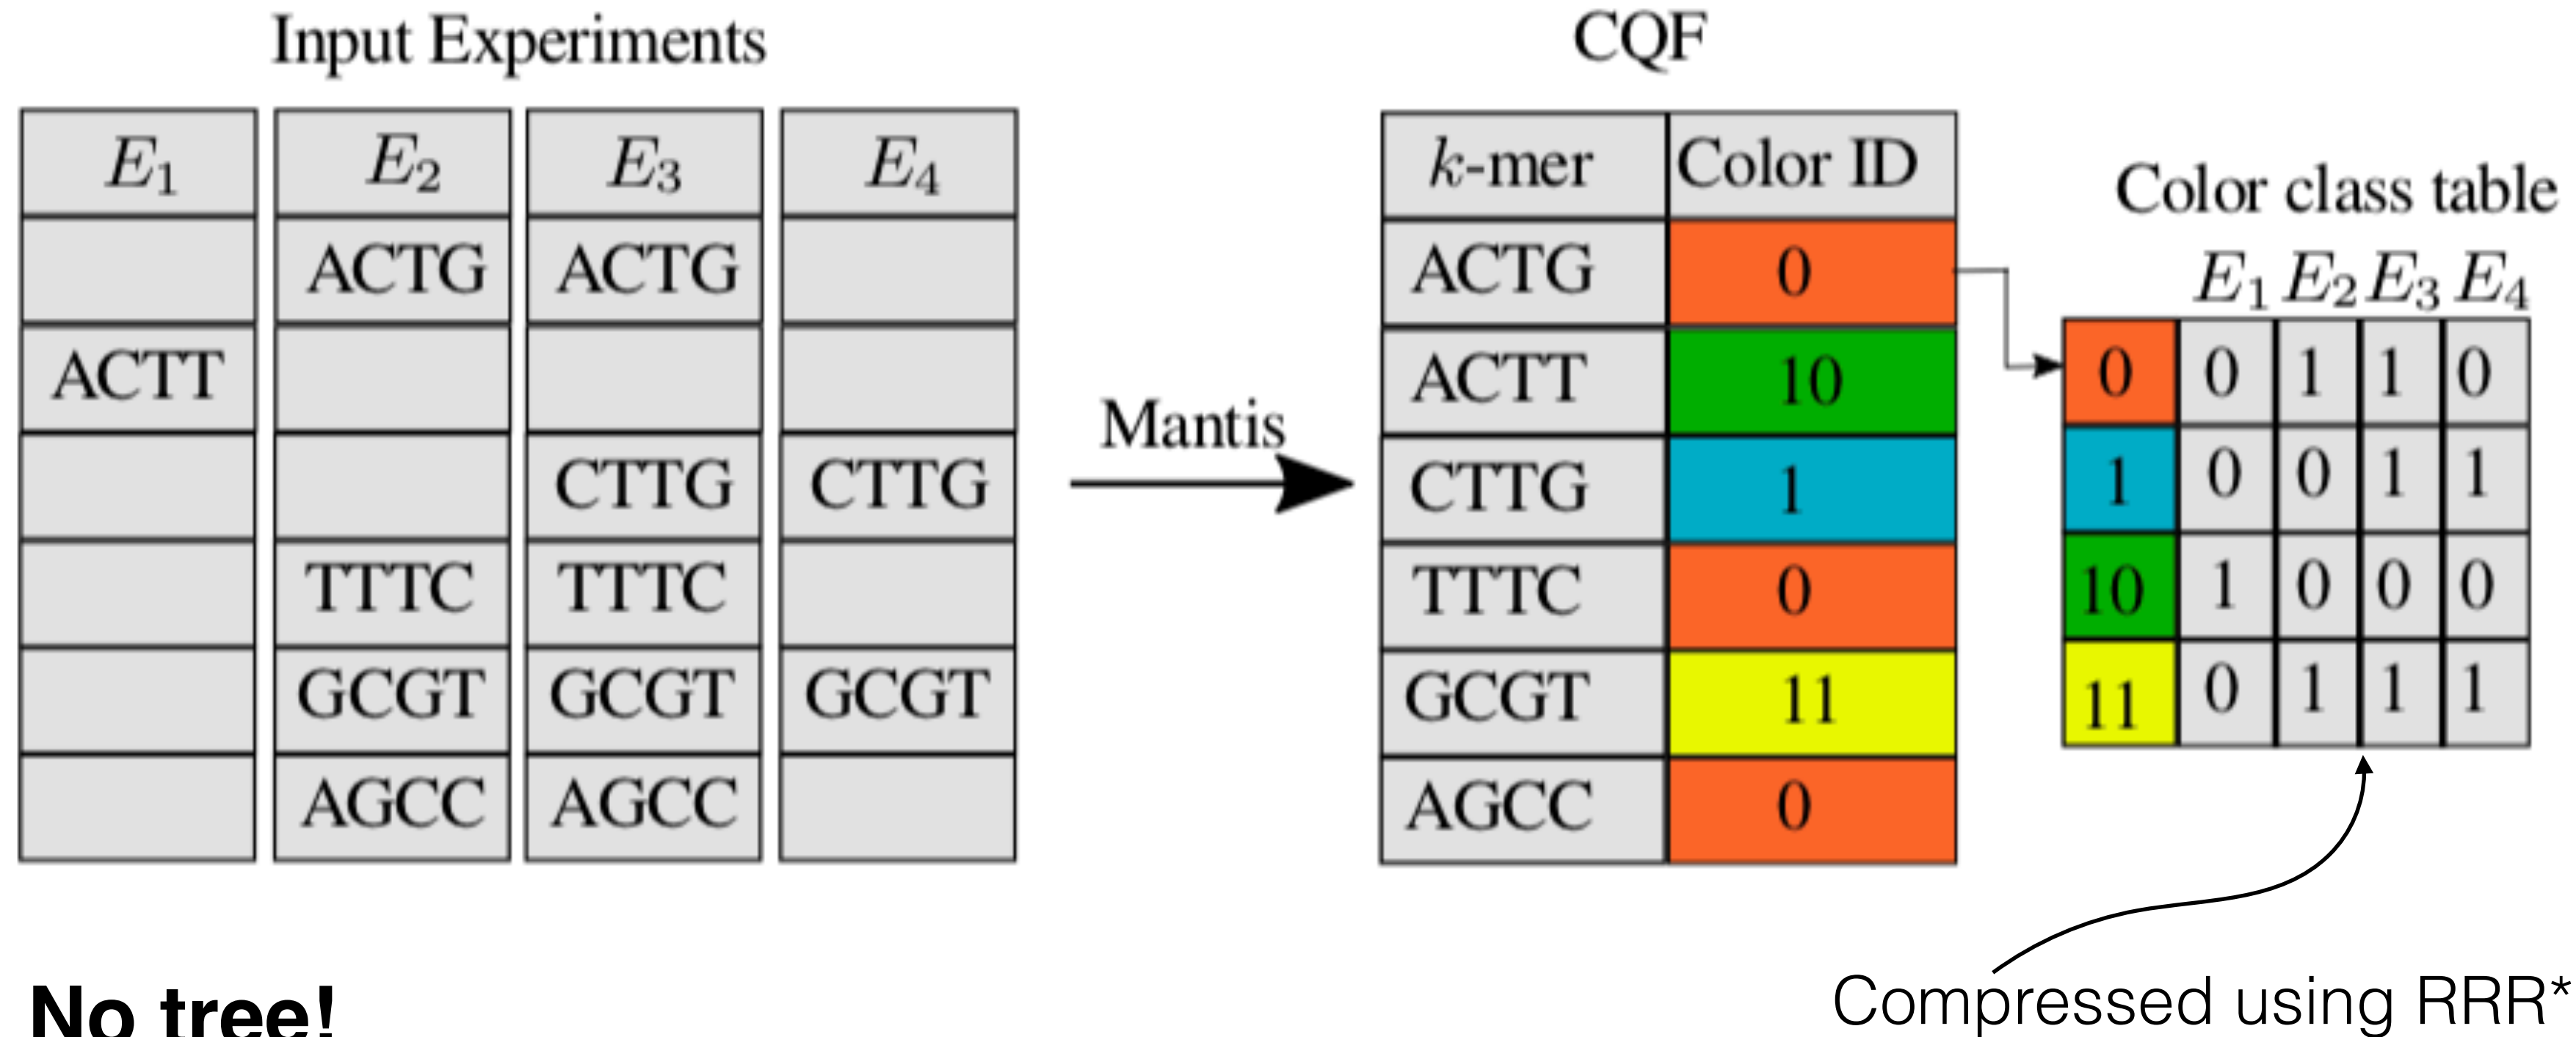 Input Experiments
CQF
E1 E2 E3 E4
k-mer Color ID
Color class table
ACTG ACTG
ACTG 0
E1 E2 E3 E4
ACTT
ACTT 10
0 0 1 1 0
Mantis
CTTG CTTG
CTTG 1
1 0 0 1 1
TTTC TTTC
TTTC 0
10 1 0 0 0
GCGT GCGT GCGT
GCGT 11
11 0 1 1 1
AGCC AGCC
AGCC 0
No tree!
Compressed using RRR*